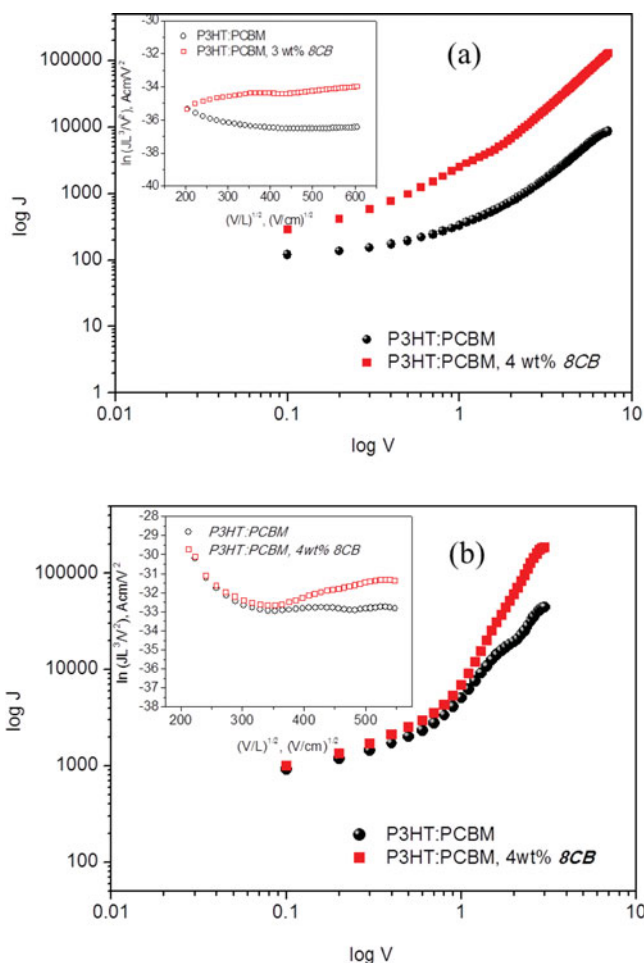 (a)
P3HT:PCBM
P3HT:PCBM, 3 wt% 8CB
ln (JL³/V²), Acm/V²
-30
-32
-34
-36
-38
-40
200 300 400 500 600
(V/L)¹/², (V/cm)¹/²
log J
100000
10000
1000
100
10
1
P3HT:PCBM
P3HT:PCBM, 4 wt% 8CB
0.01 0.1 1 10
log V
(b)
P3HT:PCBM
P3HT:PCBM, 4wt% 8CB
ln (JL³/V²), Acm/V²
-28
-29
-30
-31
-32
-33
-34
-35
-36
-37
-38
200 300 400 500
(V/L)¹/², (V/cm)¹/²
log J
100000
10000
1000
100
P3HT:PCBM
P3HT:PCBM, 4wt% 8CB
0.01 0.1 1 10
log V